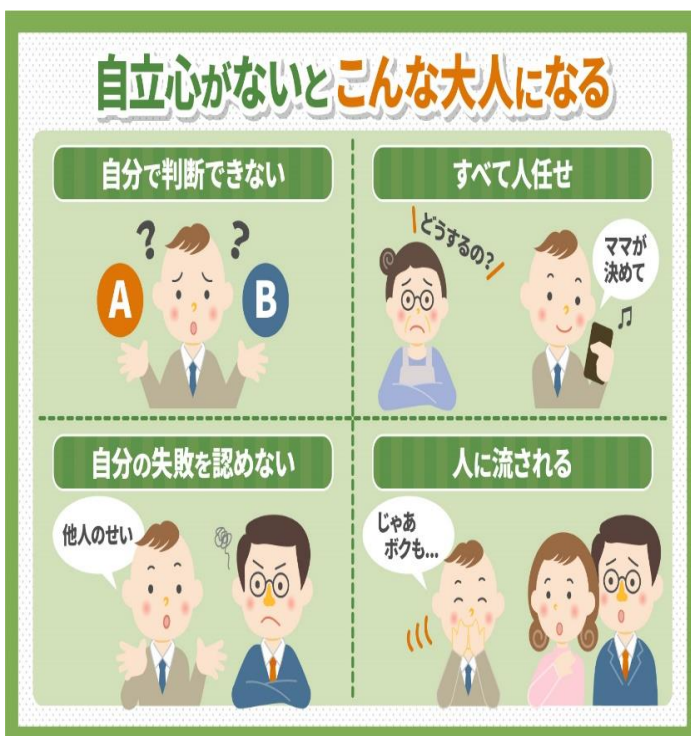 自立心がないとこんな大人になる
自分で判断できない
?
?
A
B
すべて人任せ
どうするの?
ママが
決めて
自分の失敗を認めない
他人のせい
人に流される
じゃあ
ボクも...